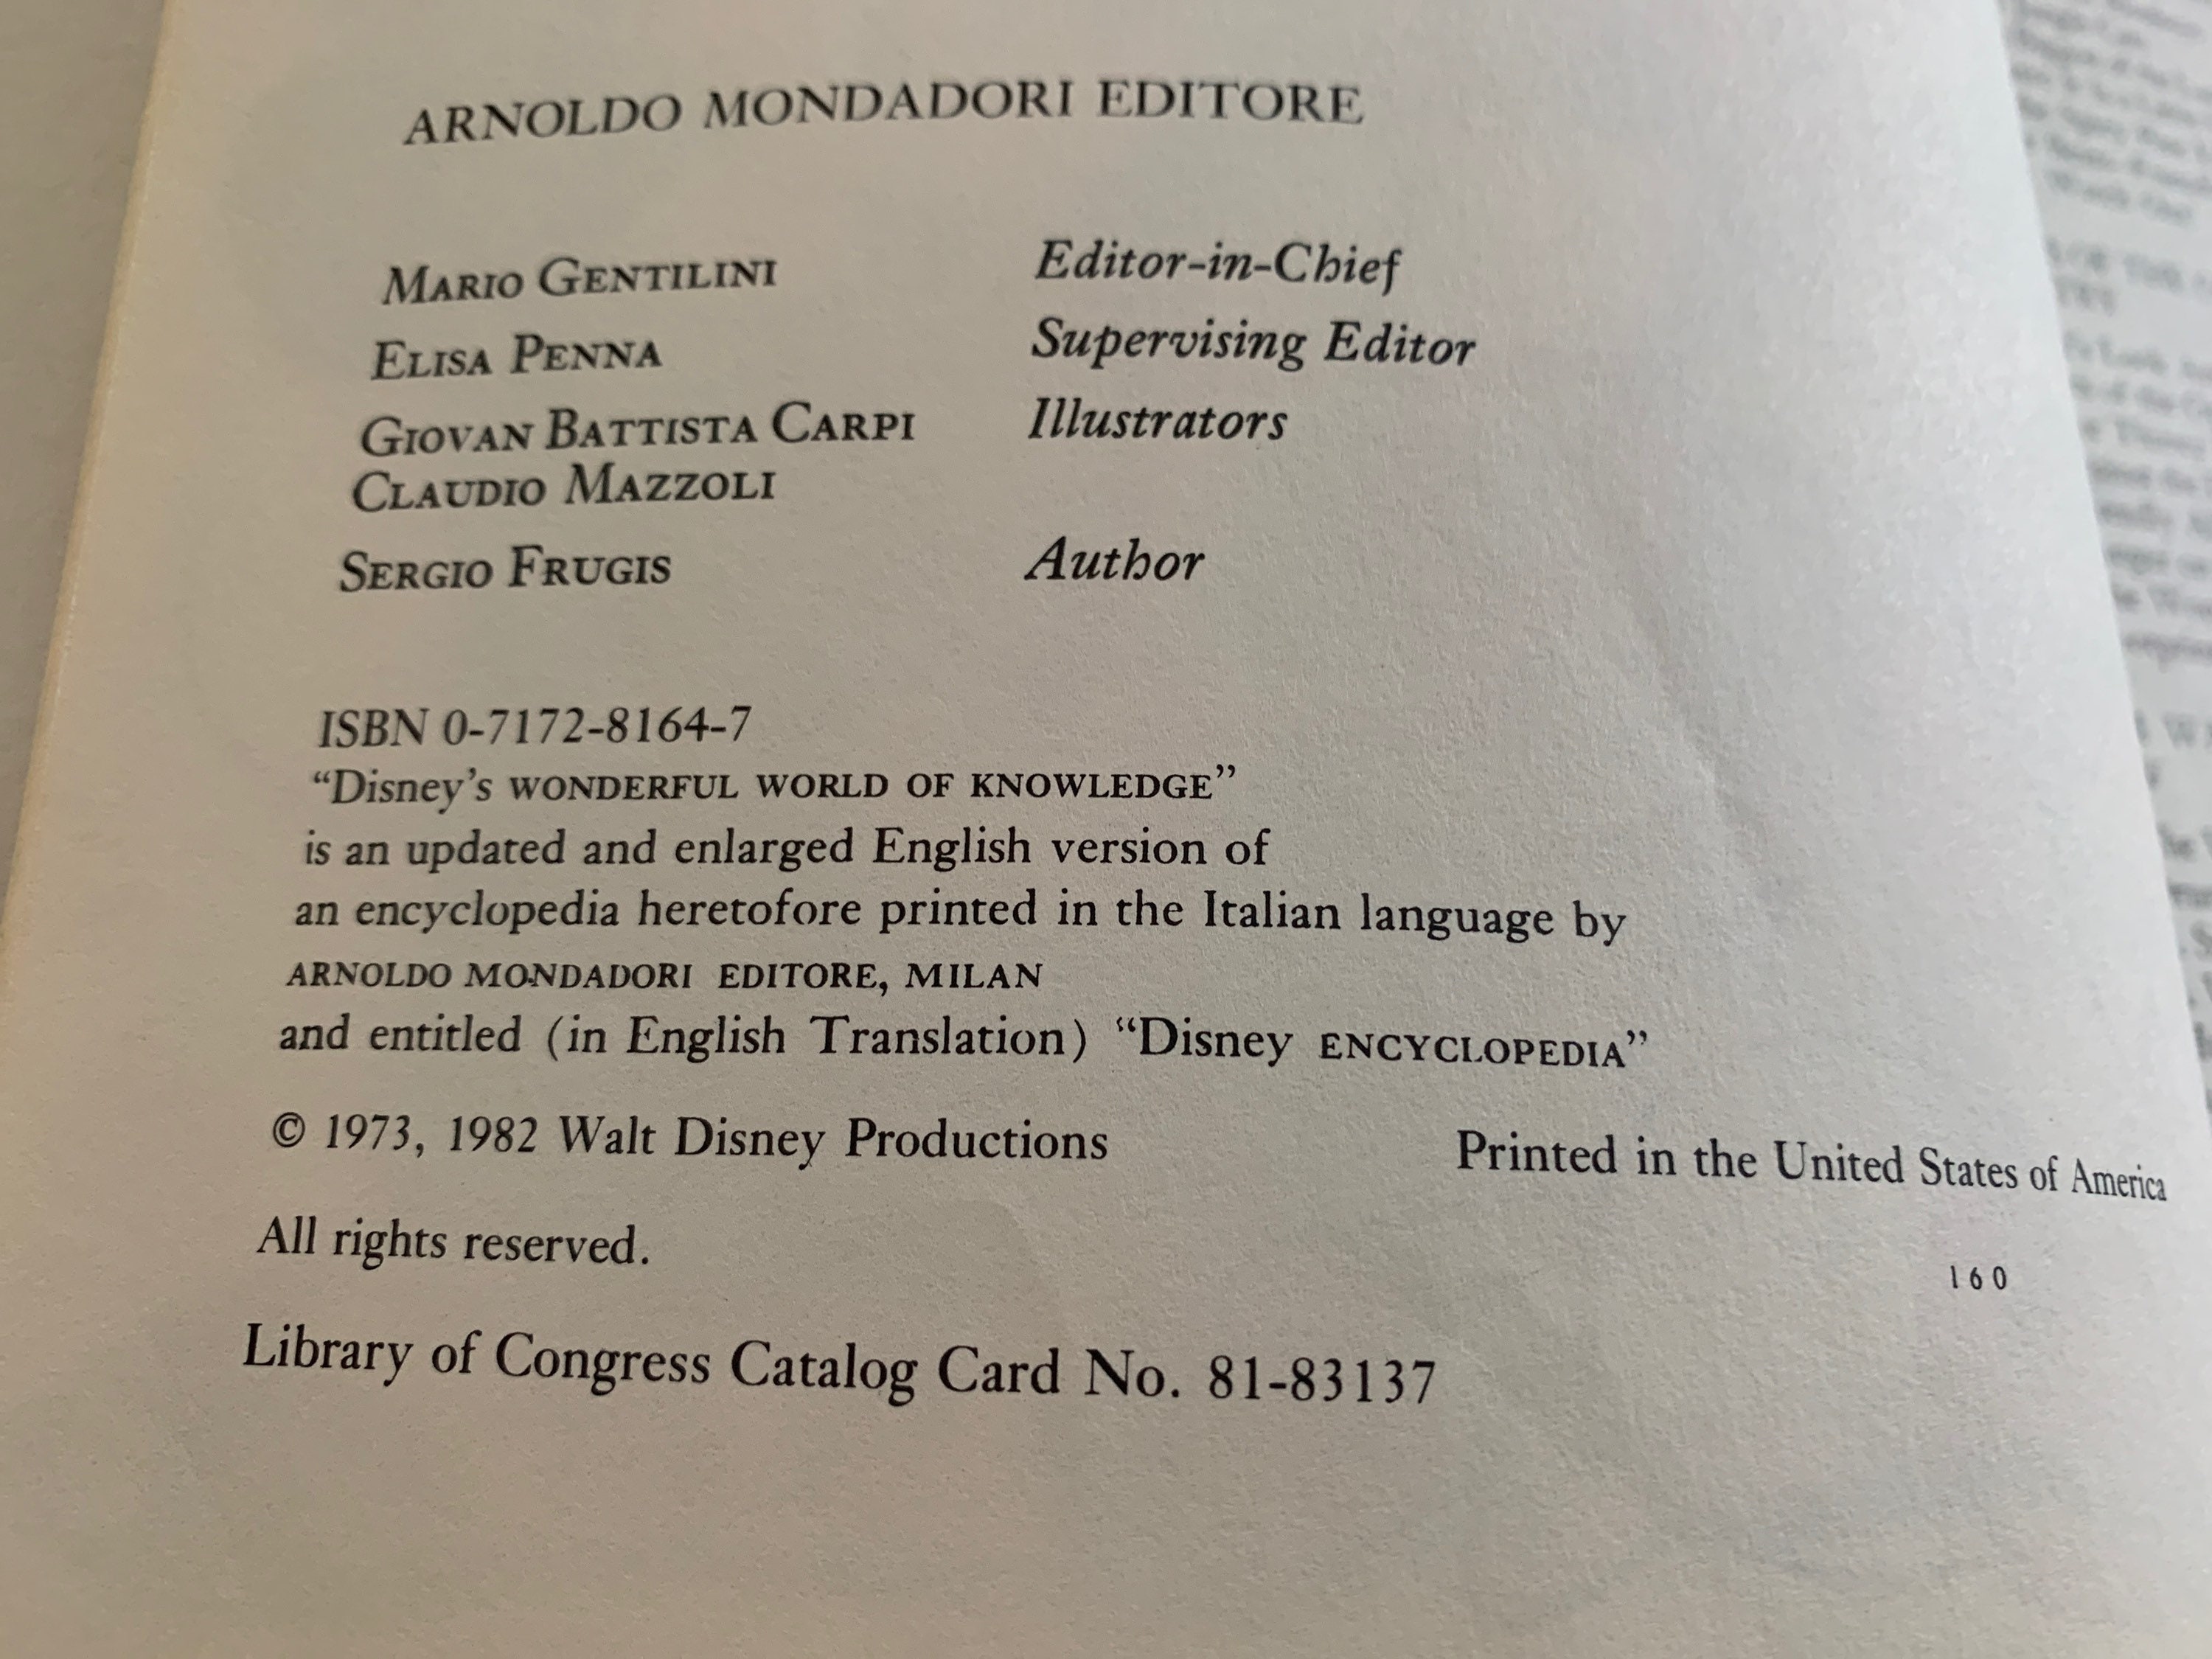 ARNOLDO MONDADORI EDITORE
MARIO GENTILINI Editor-in-Chief
ELISA PENNA Supervising Editor
GIOVAN BATTISTA CARPI Illustrators
CLAUDIO MAZZOLI
SERGIO FRUGIS Author
ISBN 0-7172-8164-7
“Disney’s WONDERFUL WORLD OF KNOWLEDGE”
is an updated and enlarged English version of
an encyclopedia heretofore printed in the Italian language by
ARNOLDO MONDADORI EDITORE, MILAN
and entitled (in English Translation) “Disney ENCYCLOPEDIA”
© 1973, 1982 Walt Disney Productions Printed in the United States of America
All rights reserved.
160
Library of Congress Catalog Card No. 81-83137